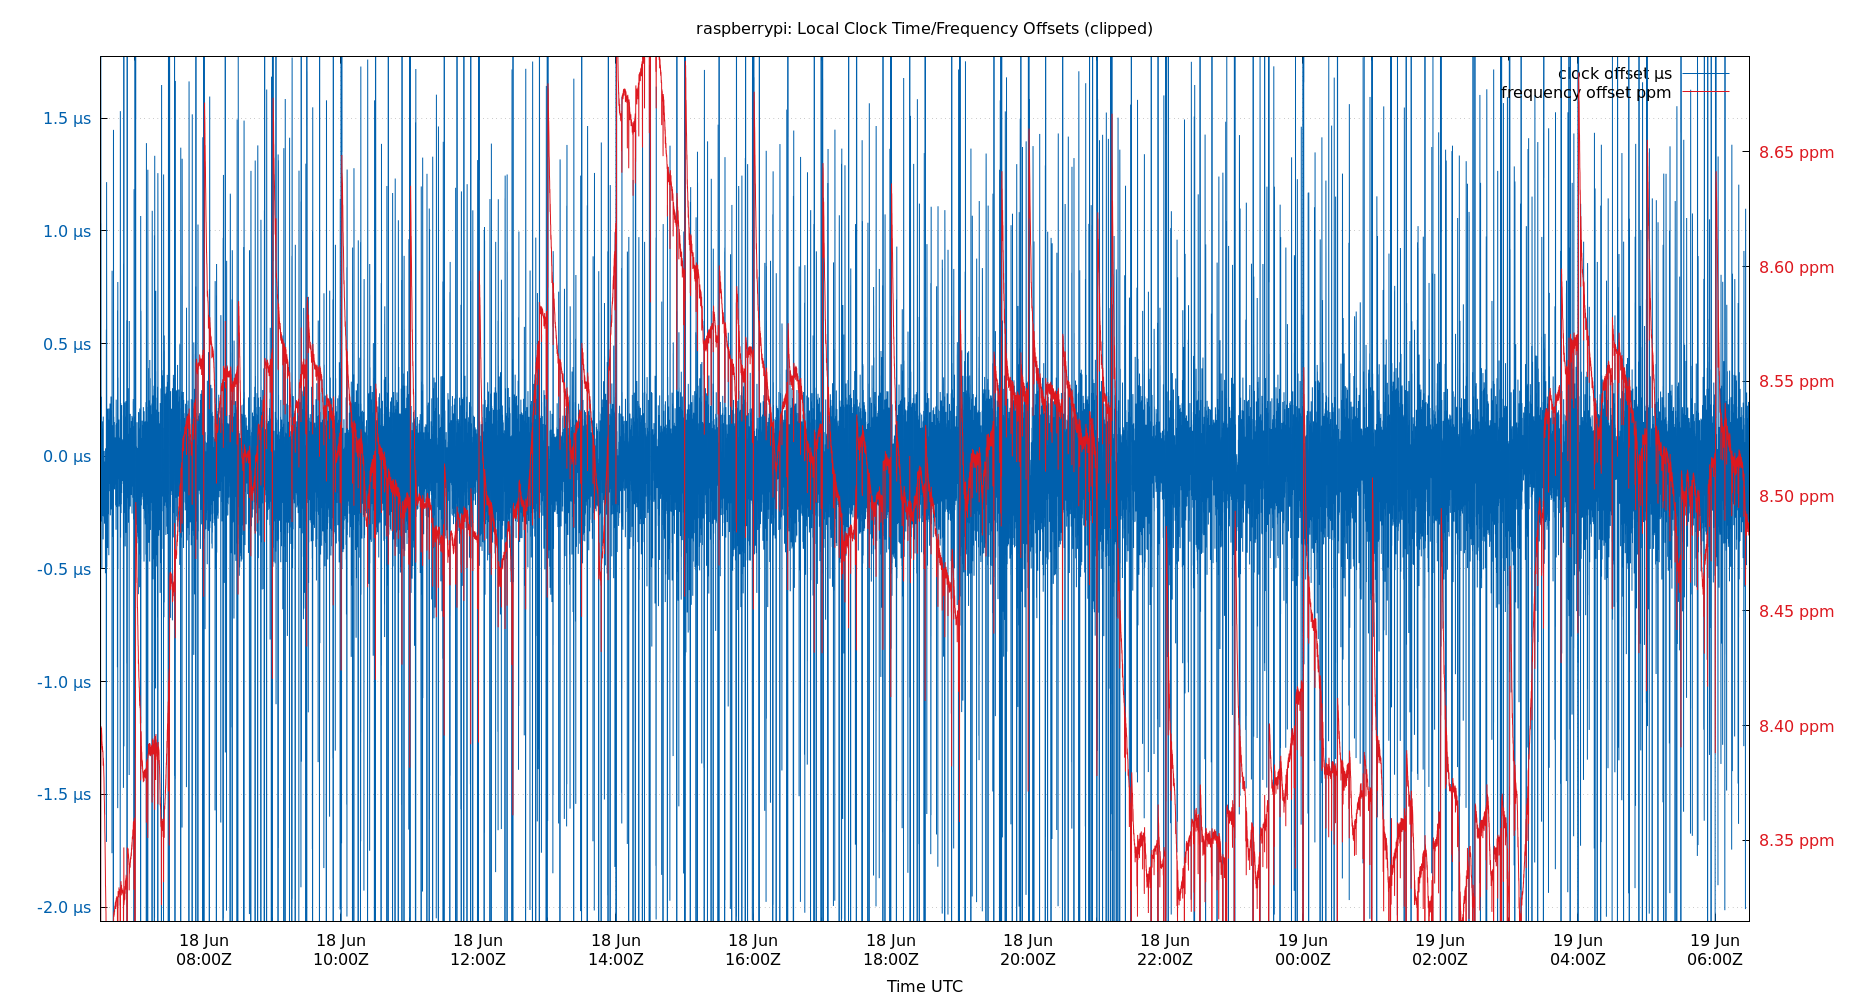 raspberrypi: Local Clock Time/Frequency Offsets (clipped)
clock offset µs
frequency offset ppm
1.5 µs
1.0 µs
0.5 µs
0.0 µs
-0.5 µs
-1.0 µs
-1.5 µs
-2.0 µs
8.65 ppm
8.60 ppm
8.55 ppm
8.50 ppm
8.45 ppm
8.40 ppm
8.35 ppm
18 Jun 18 Jun 18 Jun 18 Jun 18 Jun 18 Jun 18 Jun 18 Jun 19 Jun 19 Jun 19 Jun 19 Jun
08:00Z 10:00Z 12:00Z 14:00Z 16:00Z 18:00Z 20:00Z 22:00Z 00:00Z 02:00Z 04:00Z 06:00Z
Time UTC